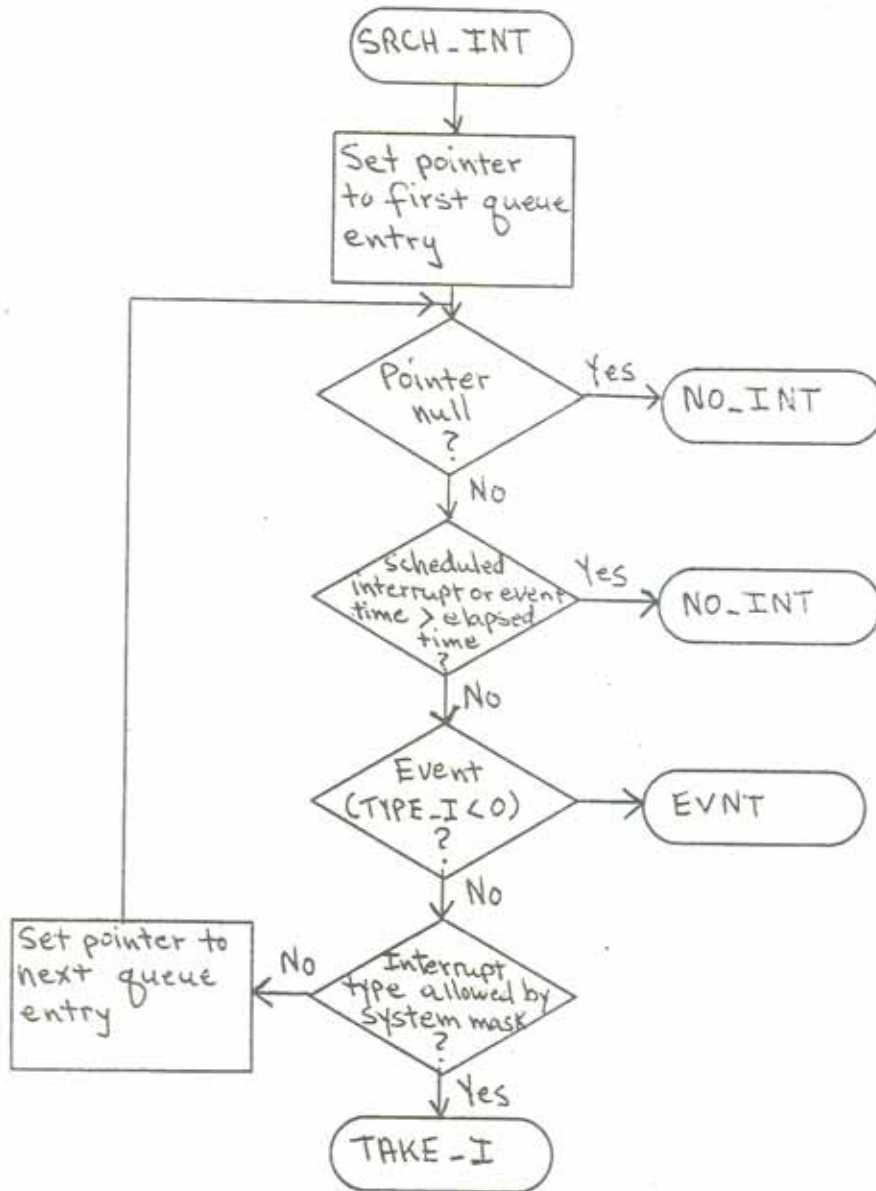 SRCH_INT
Set pointer
to first queue
entry
Pointer
null
?
Yes
NO_INT
No
Scheduled
interrupt or event
time > elapsed
time
?
Yes
NO_INT
No
Event
(TYPE_I<0)
?
EVNT
No
Interrupt
type allowed by
system mask
?
No
Set pointer to
next queue
entry
Yes
TAKE_I